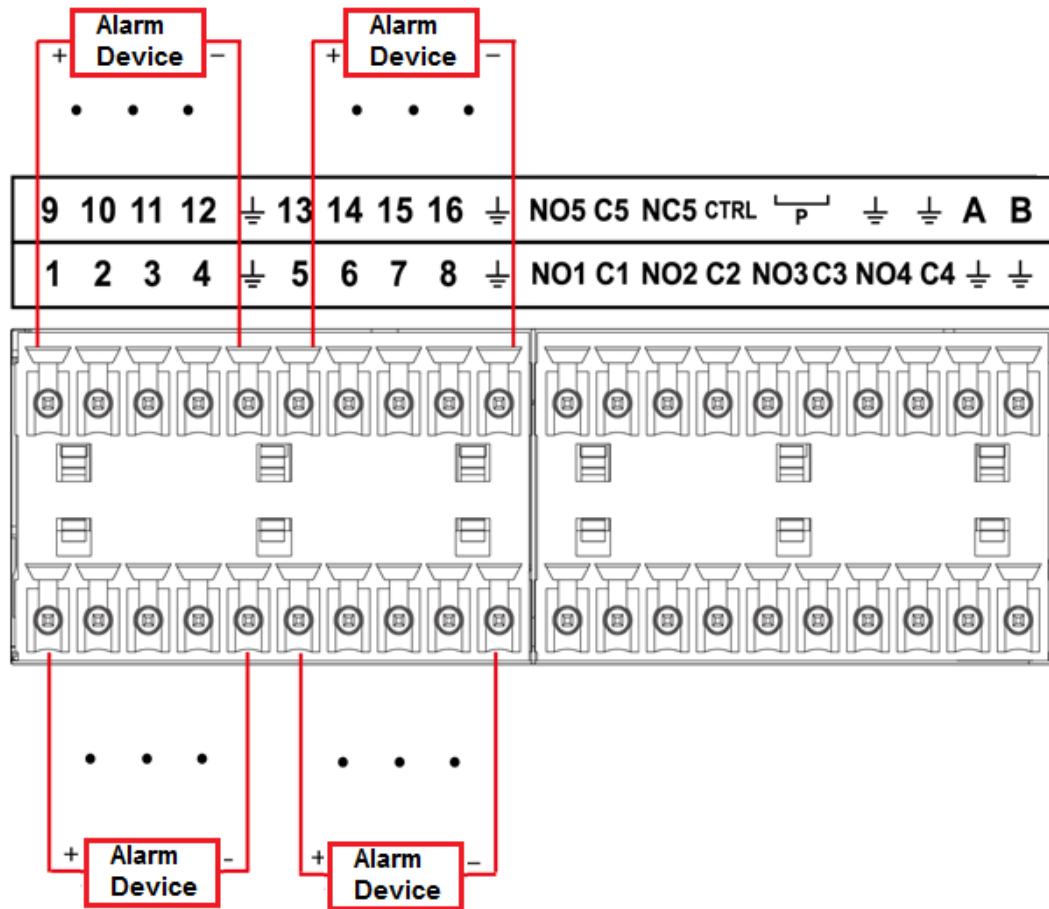 Alarm Device
Alarm Device
+ − + −
9 10 11 12 ⏚ 13 14 15 16 ⏚ NO5 C5 NC5 CTRL P ⏚ ⏚ A B
1 2 3 4 ⏚ 5 6 7 8 ⏚ NO1 C1 NO2 C2 NO3 C3 NO4 C4 ⏚ ⏚
+ - + −
Alarm Device
Alarm Device